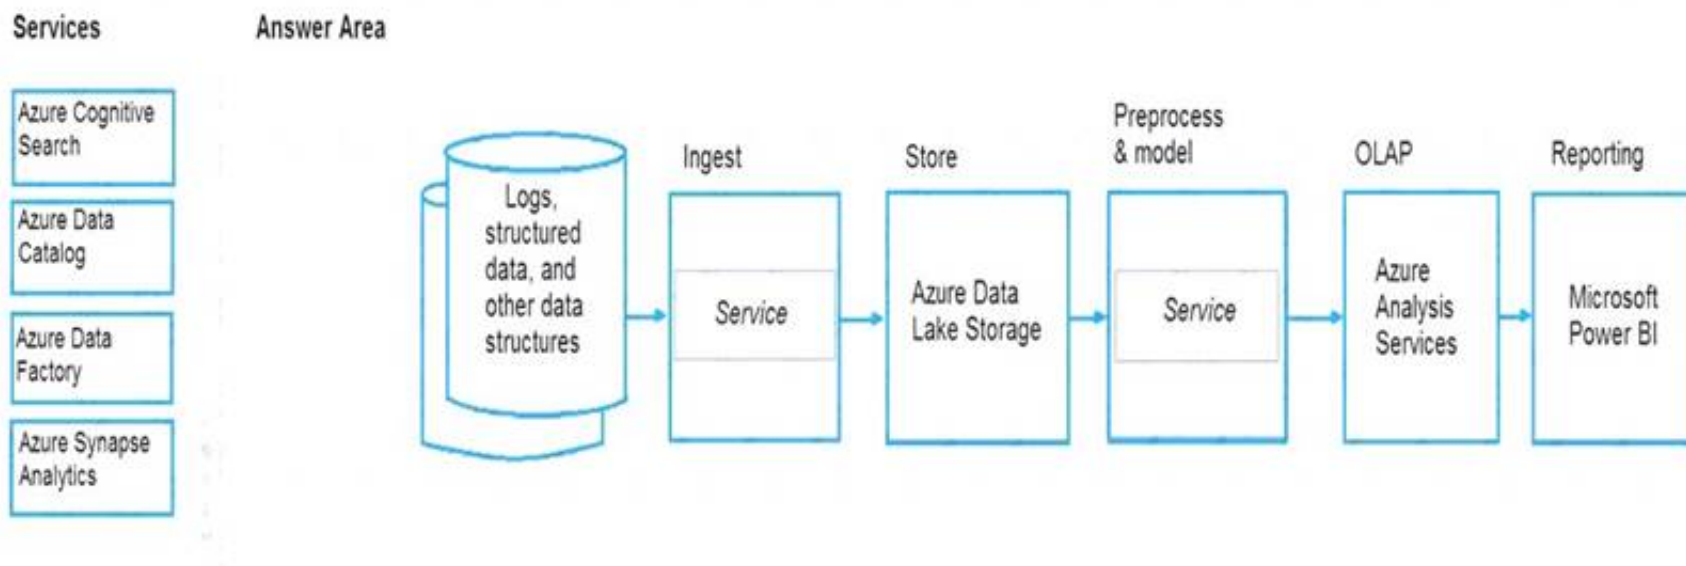 Services
Answer Area
Azure Cognitive
Search
Azure Data
Catalog
Azure Data
Factory
Azure Synapse
Analytics
Logs,
structured
data, and
other data
structures
Ingest
Service
Store
Azure Data
Lake Storage
Preprocess
& model
Service
OLAP
Azure
Analysis
Services
Reporting
Microsoft
Power BI